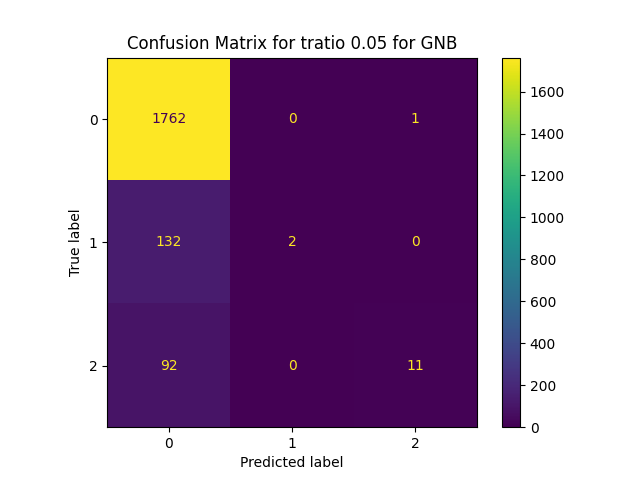 Confusion Matrix for tratio 0.05 for GNB
0 1762 0 1
1 132 2 0
2 92 0 11
0 1 2
Predicted label
True label
1600
1400
1200
1000
800
600
400
200
0